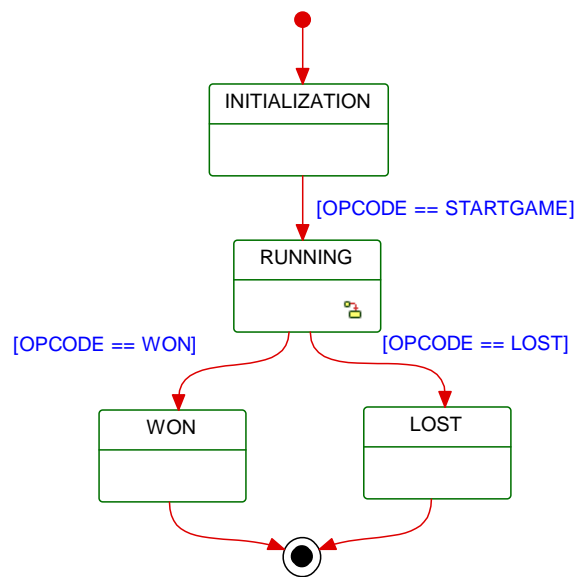 INITIALIZATION
[OPCODE == STARTGAME]
RUNNING
[OPCODE == WON]
[OPCODE == LOST]
WON
LOST